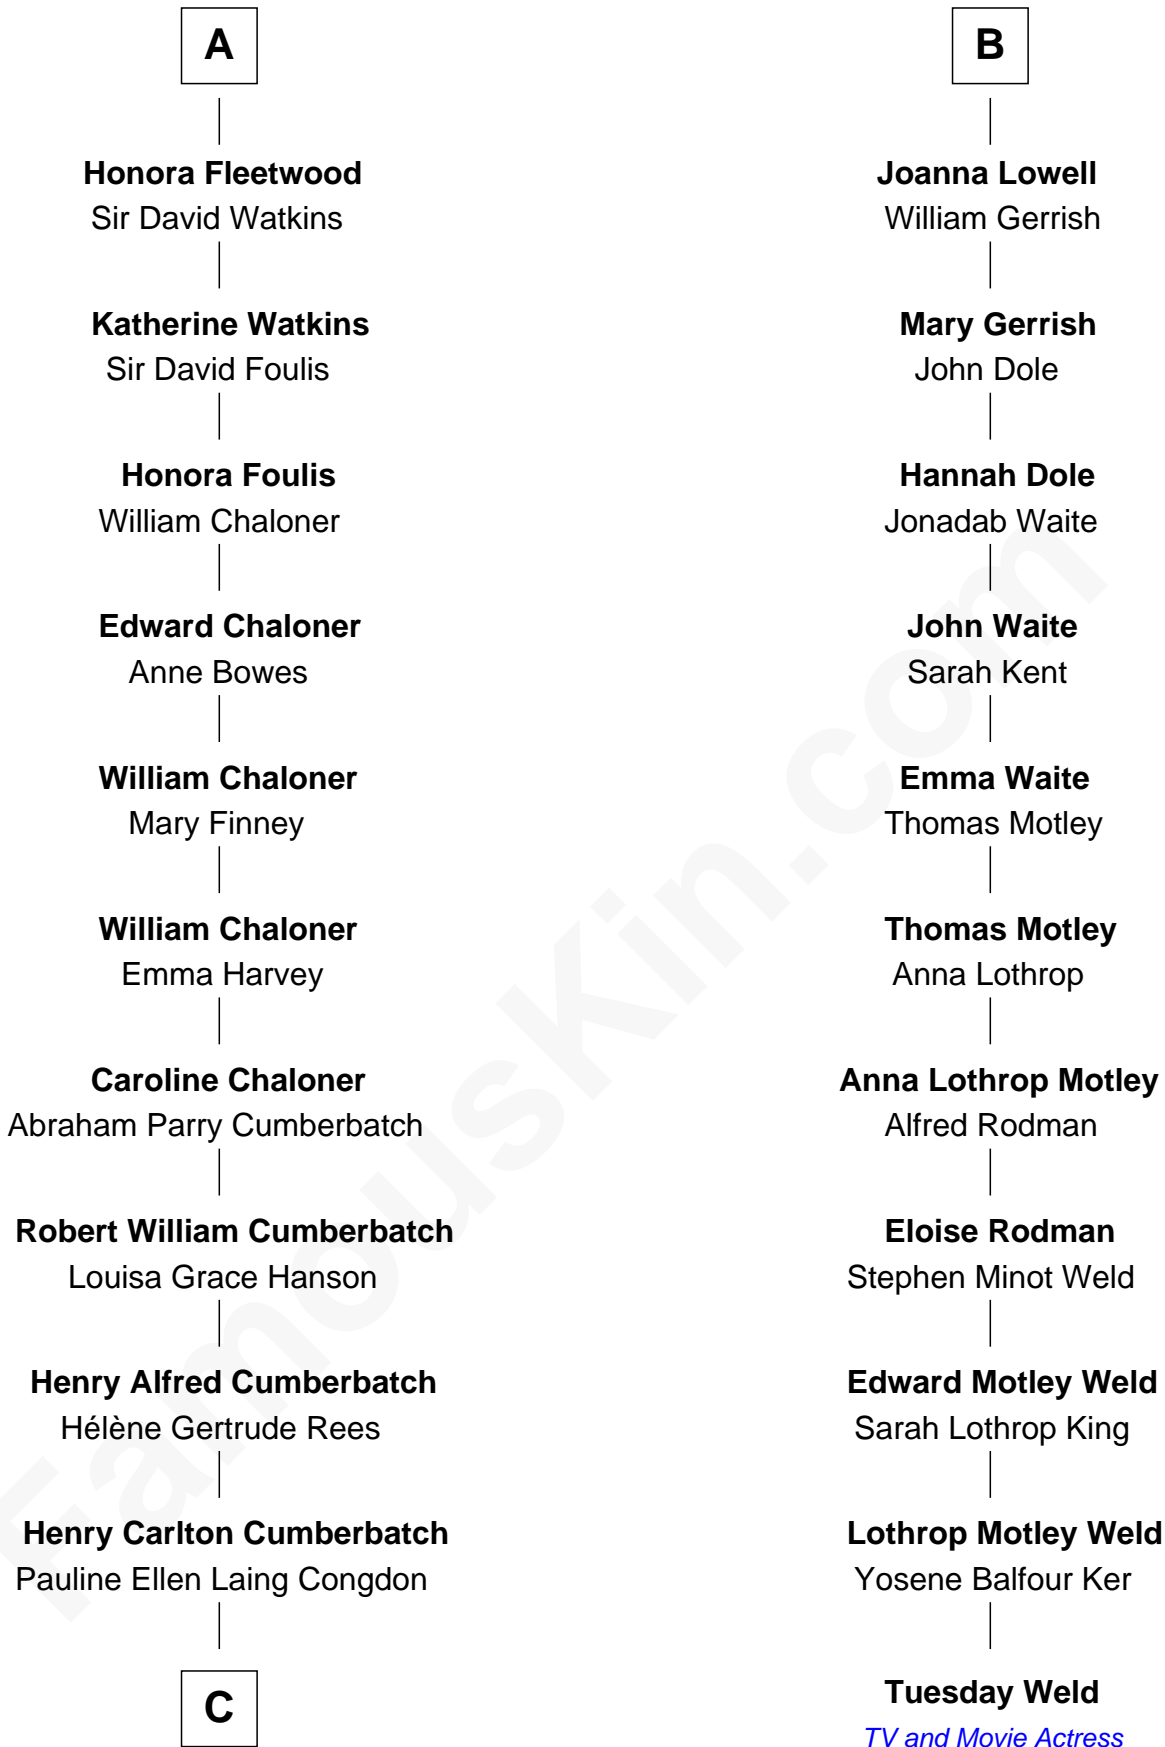 A
Honora Fleetwood
Sir David Watkins
Katherine Watkins
Sir David Foulis
Honora Foulis
William Chaloner
Edward Chaloner
Anne Bowes
William Chaloner
Mary Finney
William Chaloner
Emma Harvey
Caroline Chaloner
Abraham Parry Cumberbatch
Robert William Cumberbatch
Louisa Grace Hanson
Henry Alfred Cumberbatch
Hélène Gertrude Rees
Henry Carlton Cumberbatch
Pauline Ellen Laing Congdon
C
B
Joanna Lowell
William Gerrish
Mary Gerrish
John Dole
Hannah Dole
Jonadab Waite
John Waite
Sarah Kent
Emma Waite
Thomas Motley
Thomas Motley
Anna Lothrop
Anna Lothrop Motley
Alfred Rodman
Eloise Rodman
Stephen Minot Weld
Edward Motley Weld
Sarah Lothrop King
Lothrop Motley Weld
Yosene Balfour Ker
Tuesday Weld
TV and Movie Actress
FamousKin.com